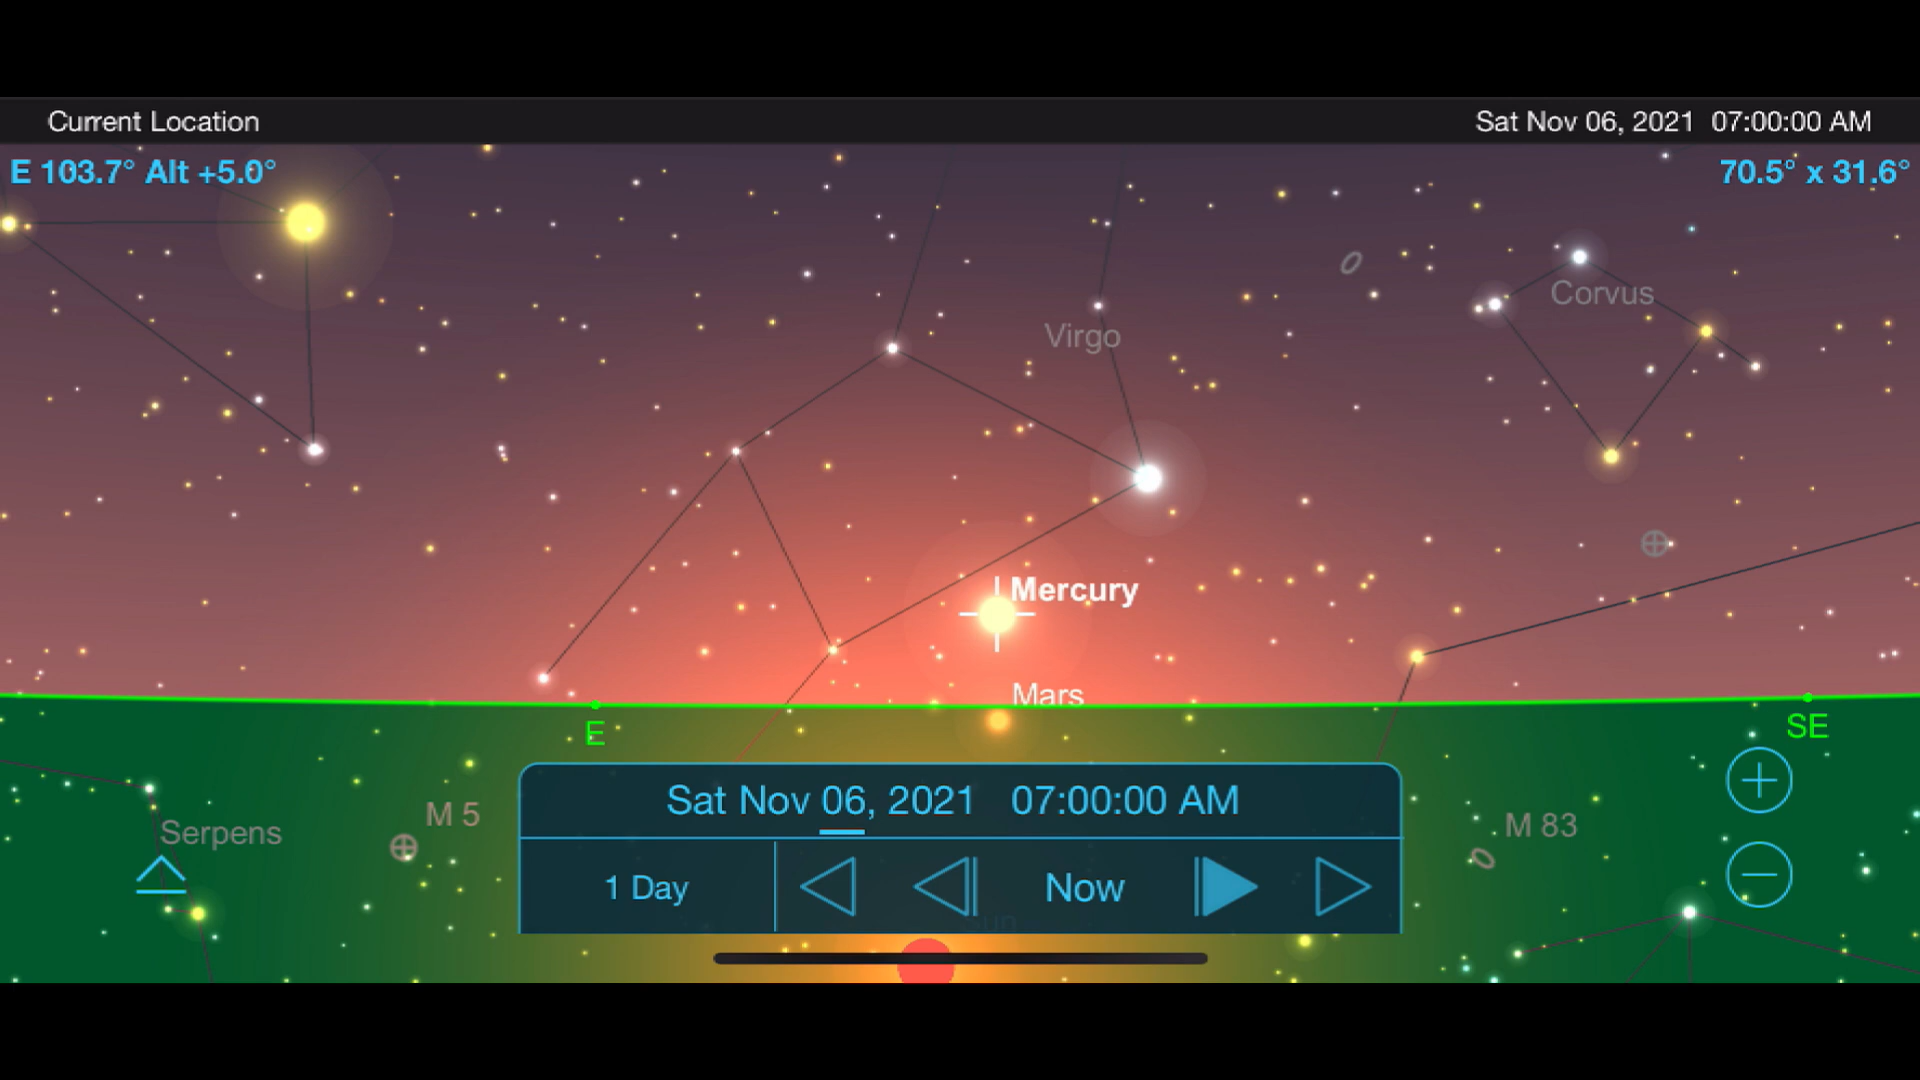 Current Location
Sat Nov 06, 2021 07:00:00 AM
E 103.7° Alt +5.0°
70.5° x 31.6°
Corvus
Virgo
Mercury
Mars
E
SE
M 5
Serpens
M 83
Sat Nov 06, 2021 07:00:00 AM
1 Day
Now